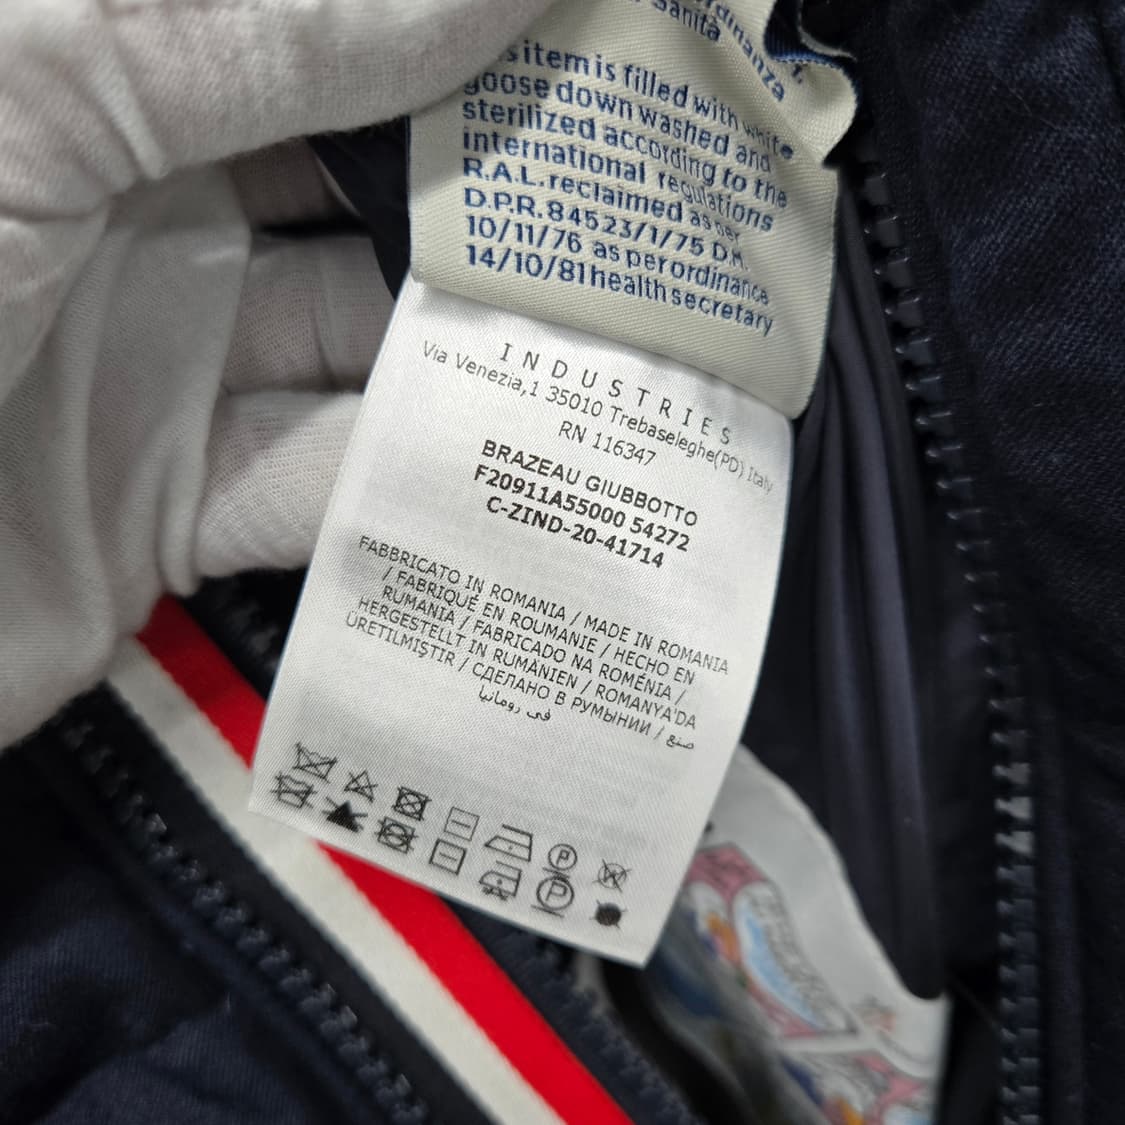 Sanità
ordinanza
item is filled with white
goose down washed and
sterilized according to the
international regulations
R.A.L. reclaimed as per
D.P.R. 84523/1/75 D.M.
10/11/76 as per ordinance
14/10/81 health secretary
INDUSTRIES
Via Venezia,1 35010 Trebaseleghe(PD) Italy
RN 116347
BRAZEAU GIUBBOTTO
F20911A55000 54272
C-ZIND-20-41714
FABBRICATO IN ROMANIA / MADE IN ROMANIA
/ FABRIQUÉ EN ROUMANIE / HECHO EN
RUMANIA / FABRICADO NA ROMÉNIA /
HERGESTELLT IN RUMÄNIEN / ROMANYA'DA
ÜRETILMIŞTIR / СДЕЛАНО В РУМЫНИИ / صنع
في رومانيا
P
W
P